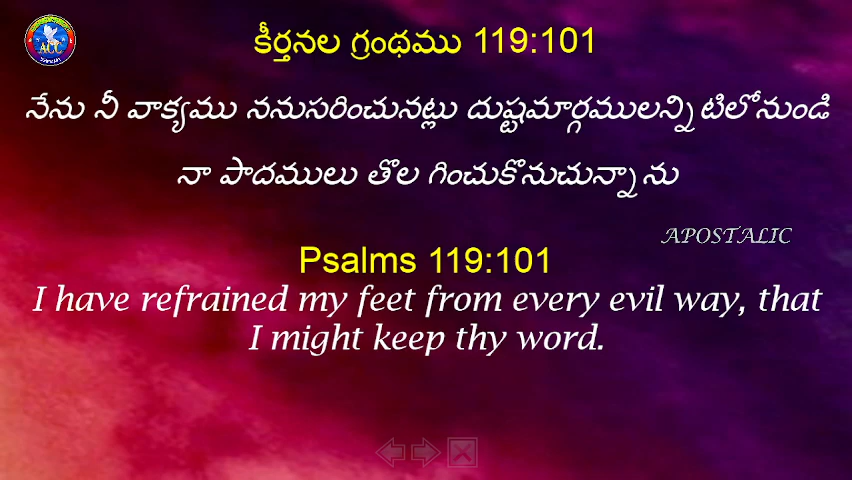 ACC
కీర్తనల గ్రంథము 119:101
నేను నీ వాక్యము ననుసరించునట్లు దుష్టమార్గములన్ని టిలోనుండి
నా పాదములు తొల గించుకొనుచున్నా ను
APOSTALIC
Psalms 119:101
I have refrained my feet from every evil way, that
I might keep thy word.